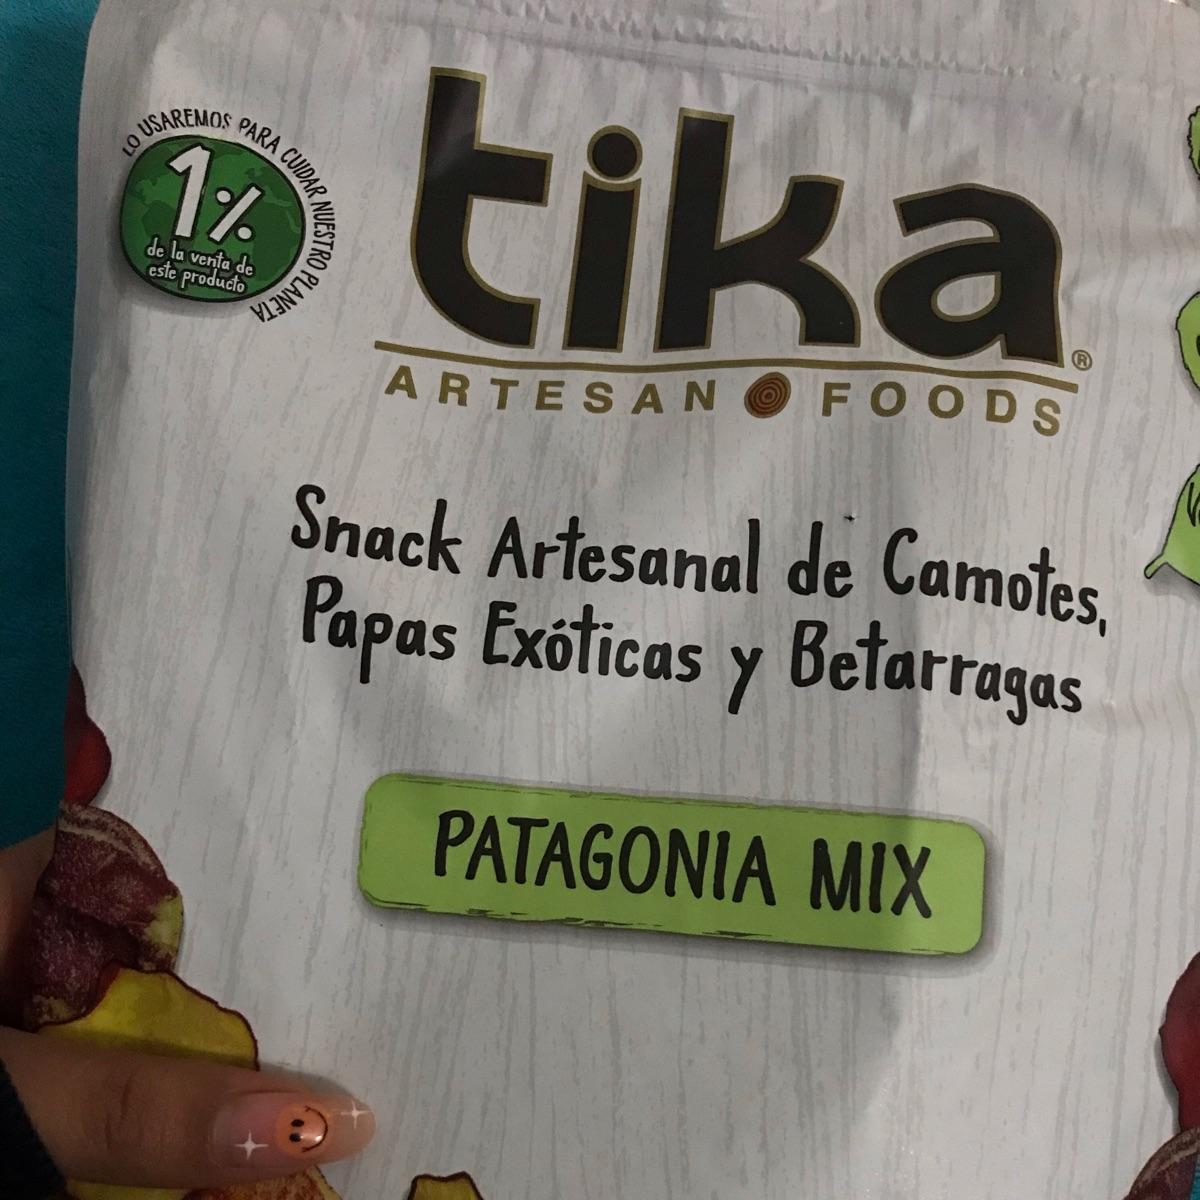 LO USAREMOS PARA CUIDAR NUESTRO PLANETA
1%
de la venta de
este producto
tika®
ARTESAN FOODS
Snack Artesanal de Camotes,
Papas Exóticas y Betarragas
PATAGONIA MIX